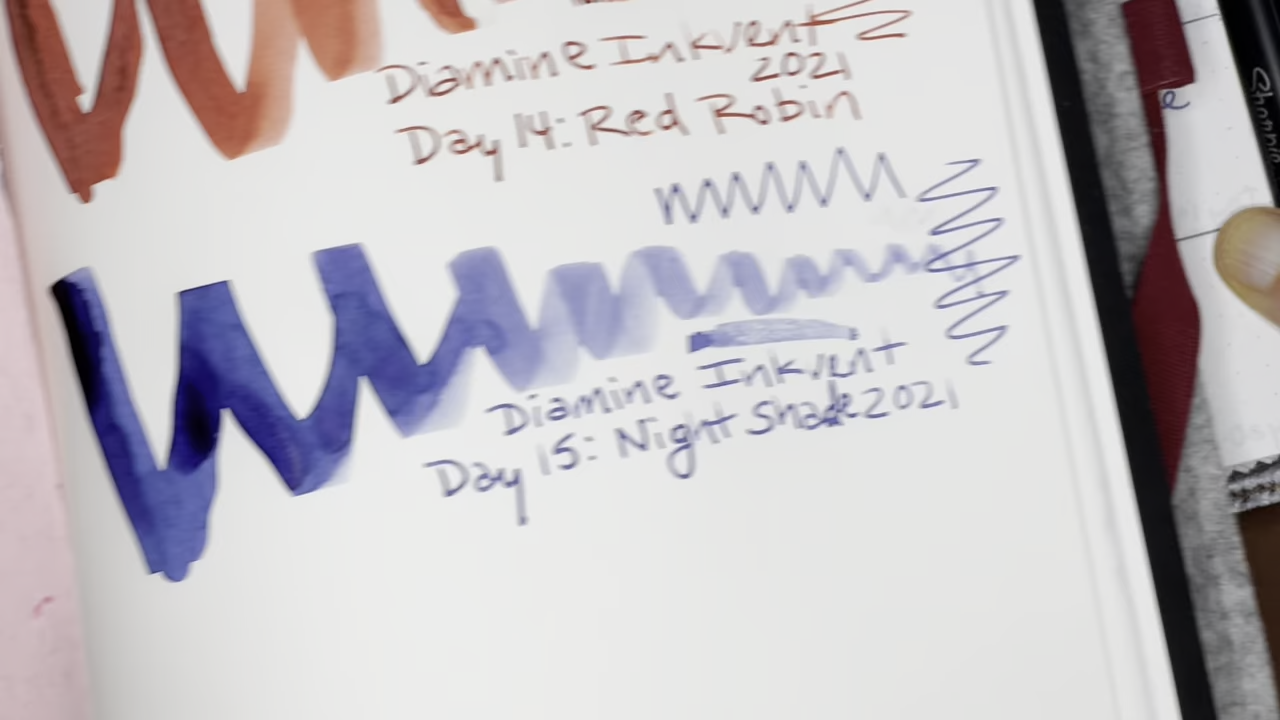 Diamine Inkvent
2021
Day 14: Red Robin
Diamine Inkvent
Day 15: Night Shade 2021
e